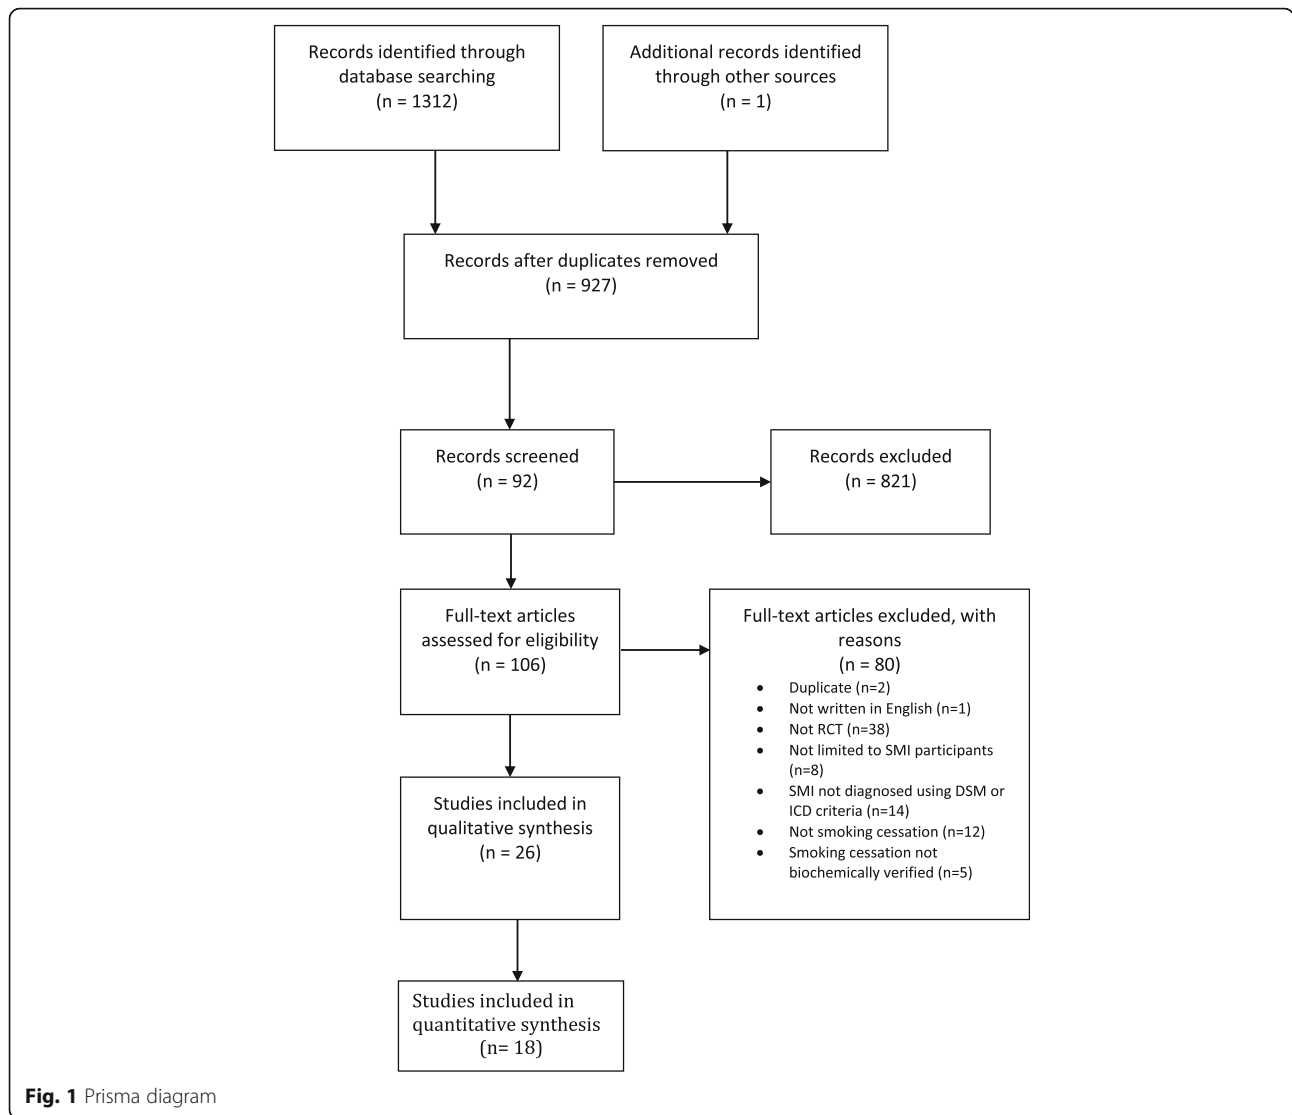 Records identified through
database searching
(n = 1312)
Additional records identified
through other sources
(n = 1)
Records after duplicates removed
(n = 927)
Records screened
(n = 92)
Records excluded
(n = 821)
Full-text articles
assessed for eligibility
(n = 106)
Full-text articles excluded, with
reasons
(n = 80)
• Duplicate (n=2)
• Not written in English (n=1)
• Not RCT (n=38)
• Not limited to SMI participants
(n=8)
• SMI not diagnosed using DSM or
ICD criteria (n=14)
• Not smoking cessation (n=12)
• Smoking cessation not
biochemically verified (n=5)
Studies included in
qualitative synthesis
(n = 26)
Studies included in
quantitative synthesis
(n= 18)
Fig. 1 Prisma diagram